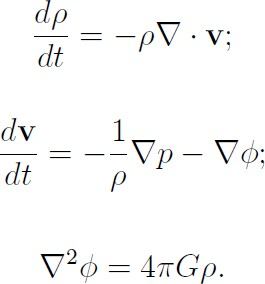 dρ/dt = −ρ∇ · v;
dv/dt = −1/ρ ∇p − ∇ϕ;
∇²ϕ = 4πGρ.